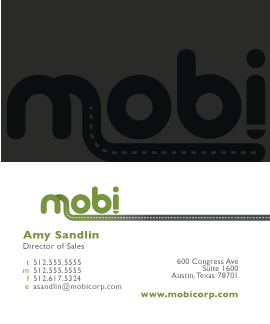 mobi
mobi
Amy Sandlin
Director of Sales
t 512.555.5555
m 512.555.5555
f 512.617.5324
e asandlin@mobicorp.com
600 Congress Ave
Suite 1600
Austin, Texas 78701
www.mobicorp.com